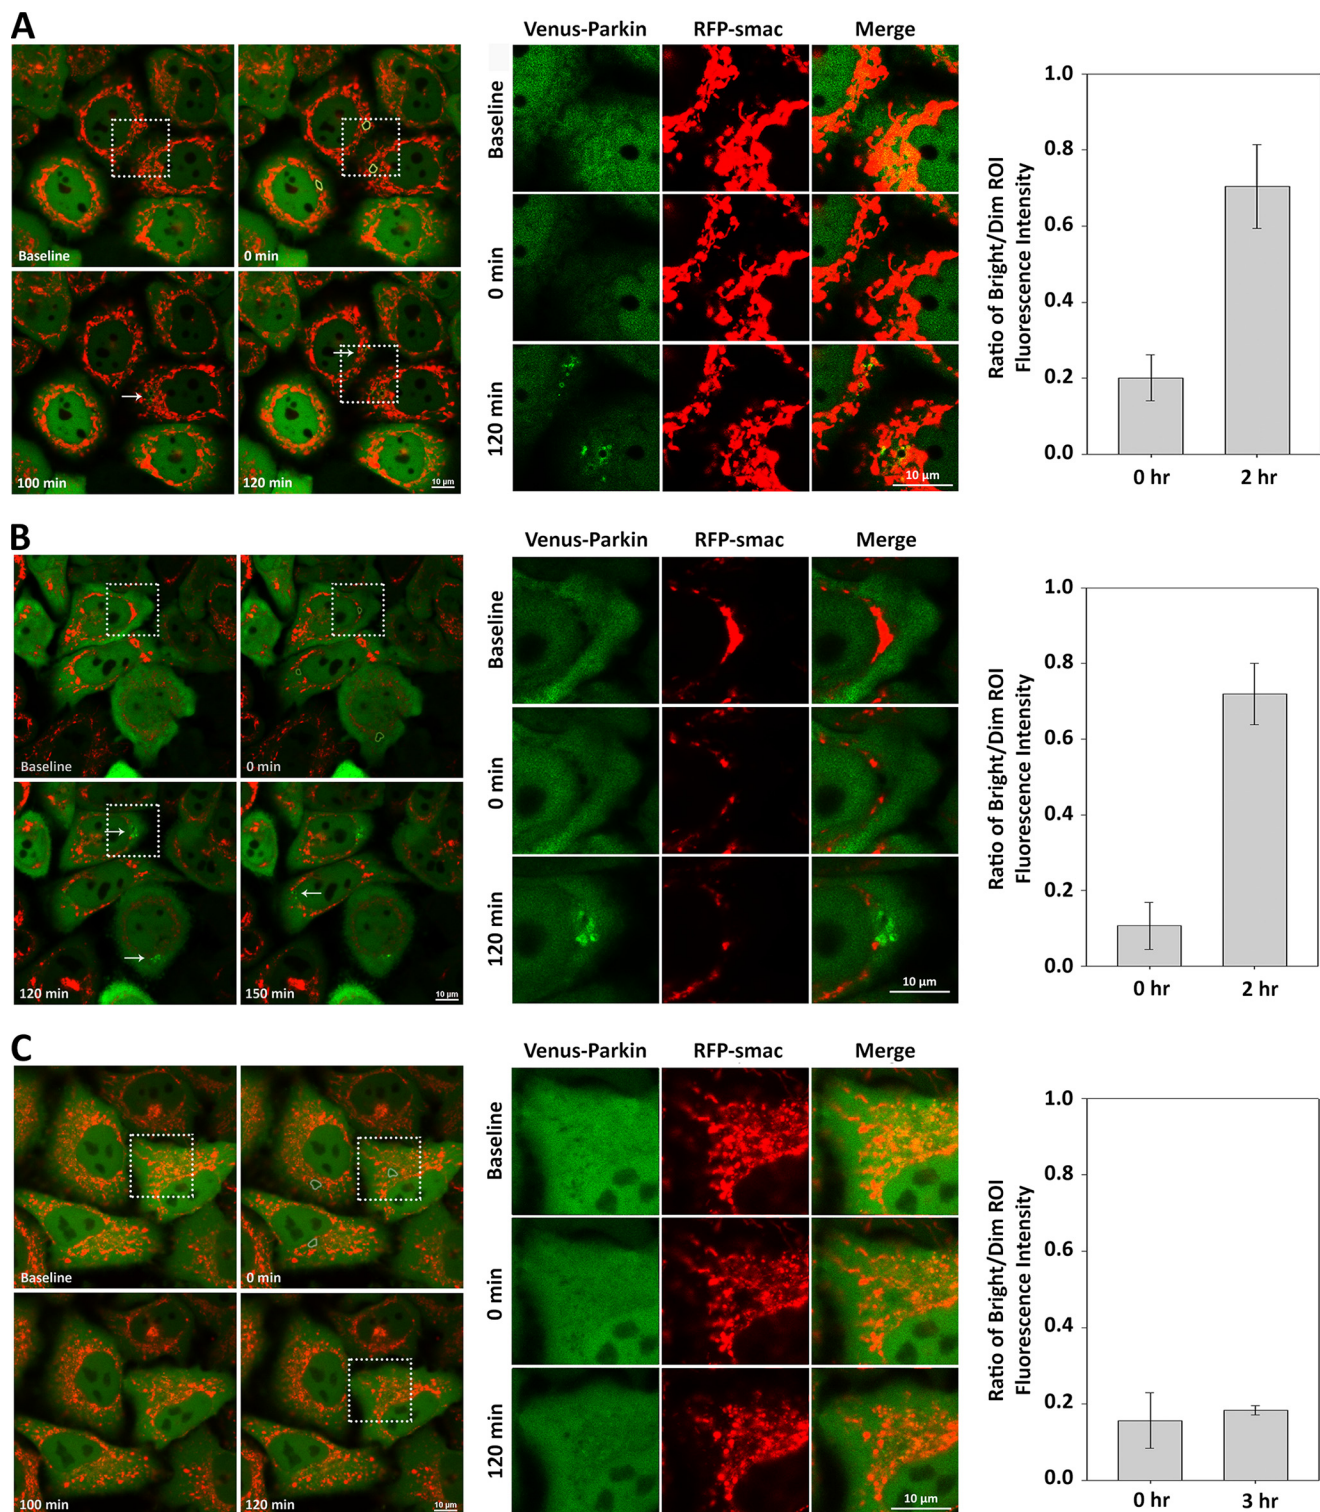 A
Venus-Parkin RFP-smac Merge
Baseline
0 min
100 min
120 min
10 µm
Baseline
0 min
120 min
10 µm
Ratio of Bright/Dim ROI
Fluorescence Intensity
1.0
0.8
0.6
0.4
0.2
0.0
0 hr 2 hr
B
Venus-Parkin RFP-smac Merge
Baseline
0 min
120 min
150 min
10 µm
Baseline
0 min
120 min
10 µm
Ratio of Bright/Dim ROI
Fluorescence Intensity
1.0
0.8
0.6
0.4
0.2
0.0
0 hr 2 hr
C
Venus-Parkin RFP-smac Merge
Baseline
0 min
100 min
120 min
10 µm
Baseline
0 min
120 min
10 µm
Ratio of Bright/Dim ROI
Fluorescence Intensity
1.0
0.8
0.6
0.4
0.2
0.0
0 hr 3 hr